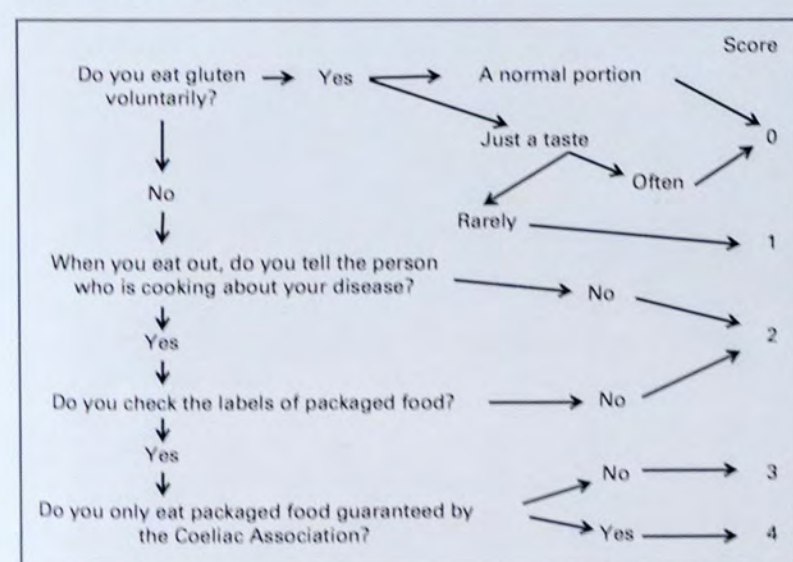 Score
Do you eat gluten voluntarily?
Yes
A normal portion
0
Just a taste
Often
No
Rarely
1
When you eat out, do you tell the person
who is cooking about your disease?
No
2
Yes
Do you check the labels of packaged food?
No
Yes
No
3
Do you only eat packaged food guaranteed by
the Coeliac Association?
Yes
4